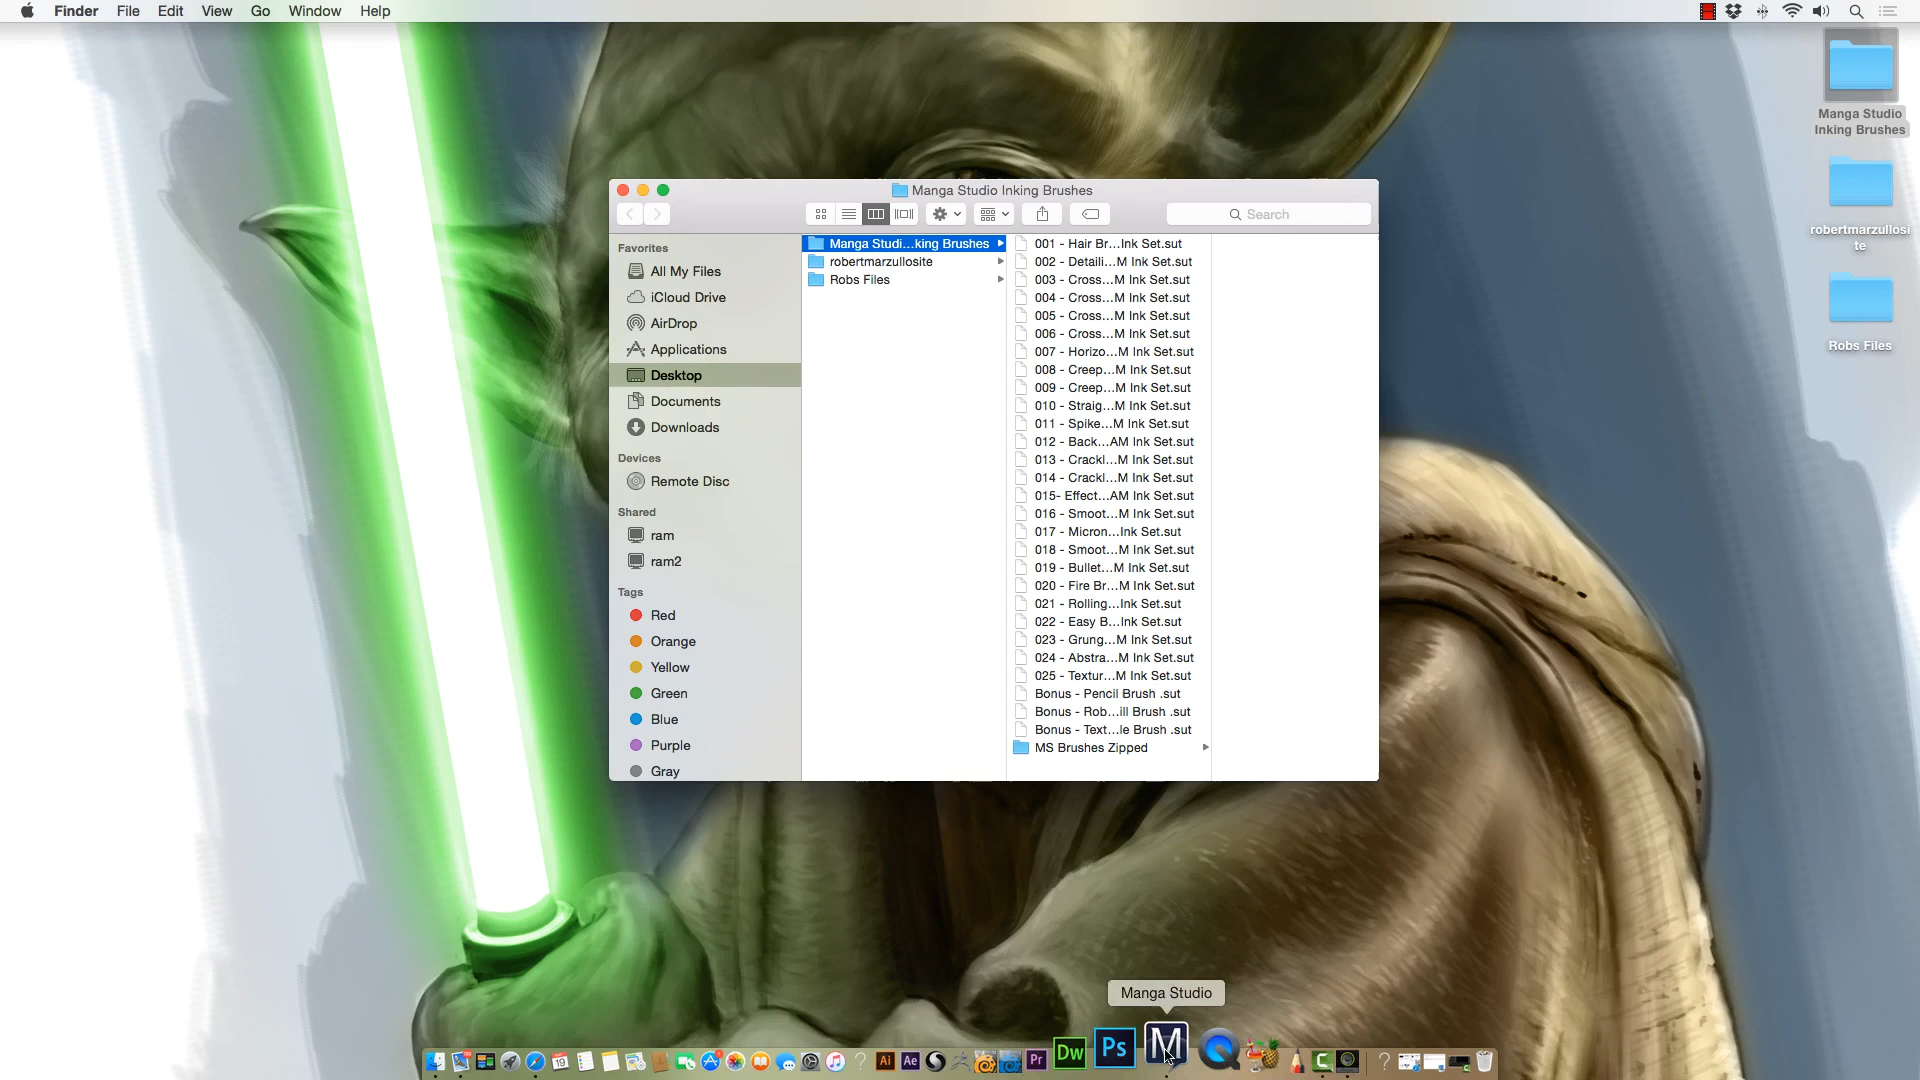 Finder File Edit View Go Window Help
Manga Studio
Inking Brushes
robertmarzullosi
te
Robs Files
Manga Studio Inking Brushes
Search
Favorites
All My Files
iCloud Drive
AirDrop
Applications
Desktop
Documents
Downloads
Devices
Remote Disc
Shared
ram
ram2
Tags
Red
Orange
Yellow
Green
Blue
Purple
Gray
Manga Studi...king Brushes
robertmarzullosite
Robs Files
001 - Hair Br...Ink Set.sut
002 - Detaili...M Ink Set.sut
003 - Cross...M Ink Set.sut
004 - Cross...M Ink Set.sut
005 - Cross...M Ink Set.sut
006 - Cross...M Ink Set.sut
007 - Horizo...M Ink Set.sut
008 - Creep...M Ink Set.sut
009 - Creep...M Ink Set.sut
010 - Straig...M Ink Set.sut
011 - Spike...M Ink Set.sut
012 - Back...AM Ink Set.sut
013 - Crackl...M Ink Set.sut
014 - Crackl...M Ink Set.sut
015- Effect...AM Ink Set.sut
016 - Smoot...M Ink Set.sut
017 - Micron...Ink Set.sut
018 - Smoot...M Ink Set.sut
019 - Bullet...M Ink Set.sut
020 - Fire Br...M Ink Set.sut
021 - Rolling...Ink Set.sut
022 - Easy B...Ink Set.sut
023 - Grung...M Ink Set.sut
024 - Abstra...M Ink Set.sut
025 - Textur...M Ink Set.sut
Bonus - Pencil Brush .sut
Bonus - Rob...ill Brush .sut
Bonus - Text...le Brush .sut
MS Brushes Zipped
Manga Studio
19 Ai Ae Pr Dw Ps M